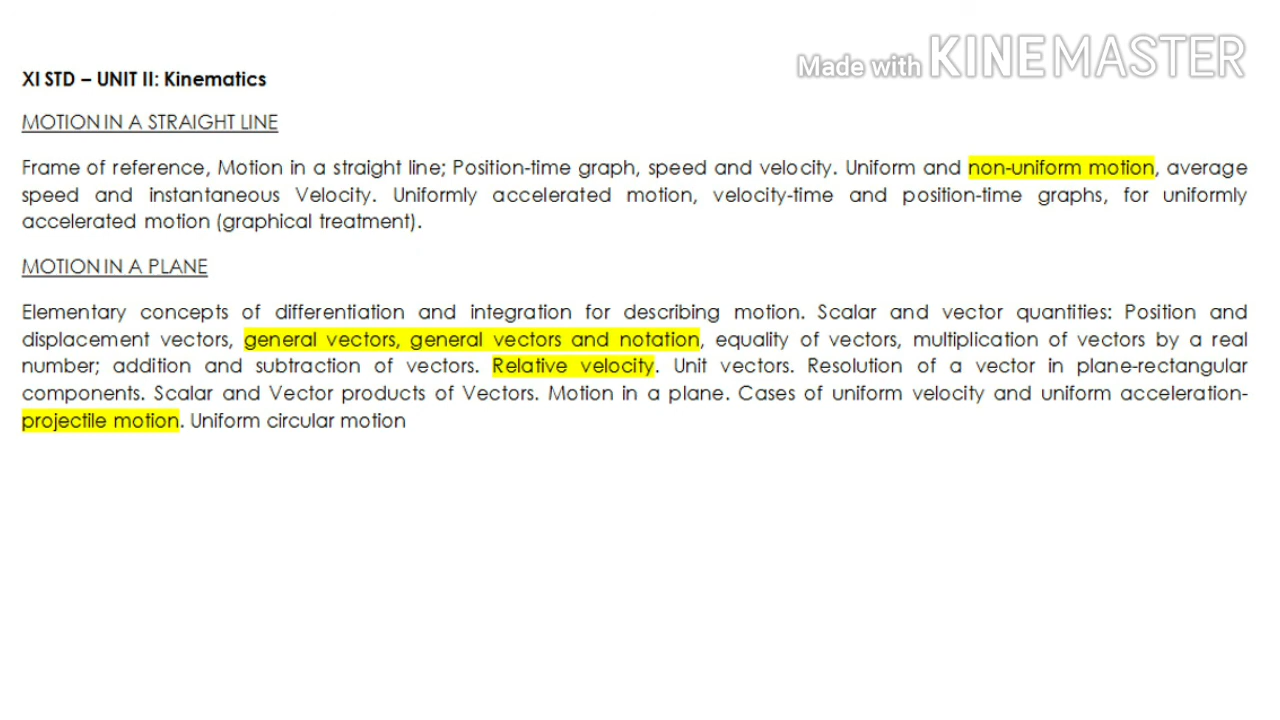 Made with KINEMASTER
XI STD – UNIT II: Kinematics
MOTION IN A STRAIGHT LINE
Frame of reference, Motion in a straight line; Position-time graph, speed and velocity. Uniform and non-uniform motion, average
speed and instantaneous Velocity. Uniformly accelerated motion, velocity-time and position-time graphs, for uniformly
accelerated motion (graphical treatment).
MOTION IN A PLANE
Elementary concepts of differentiation and integration for describing motion. Scalar and vector quantities: Position and
displacement vectors, general vectors, general vectors and notation, equality of vectors, multiplication of vectors by a real
number; addition and subtraction of vectors. Relative velocity. Unit vectors. Resolution of a vector in plane-rectangular
components. Scalar and Vector products of Vectors. Motion in a plane. Cases of uniform velocity and uniform acceleration-
projectile motion. Uniform circular motion